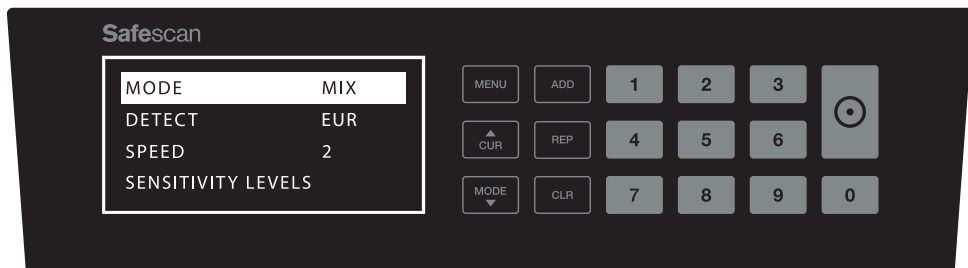 Safescan
MODE MIX
DETECT EUR
SPEED 2
SENSITIVITY LEVELS
MENU ADD 1 2 3
CUR REP 4 5 6
MODE CLR 7 8 9 0